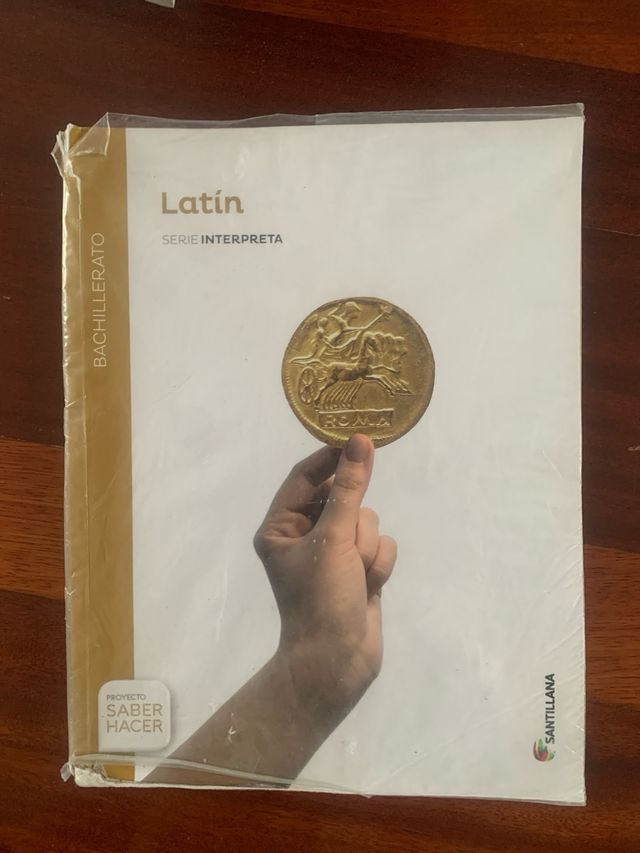 Latín
SERIE INTERPRETA
BACHILLERATO
ROMA
PROYECTO
SABER
HACER
SANTILLANA